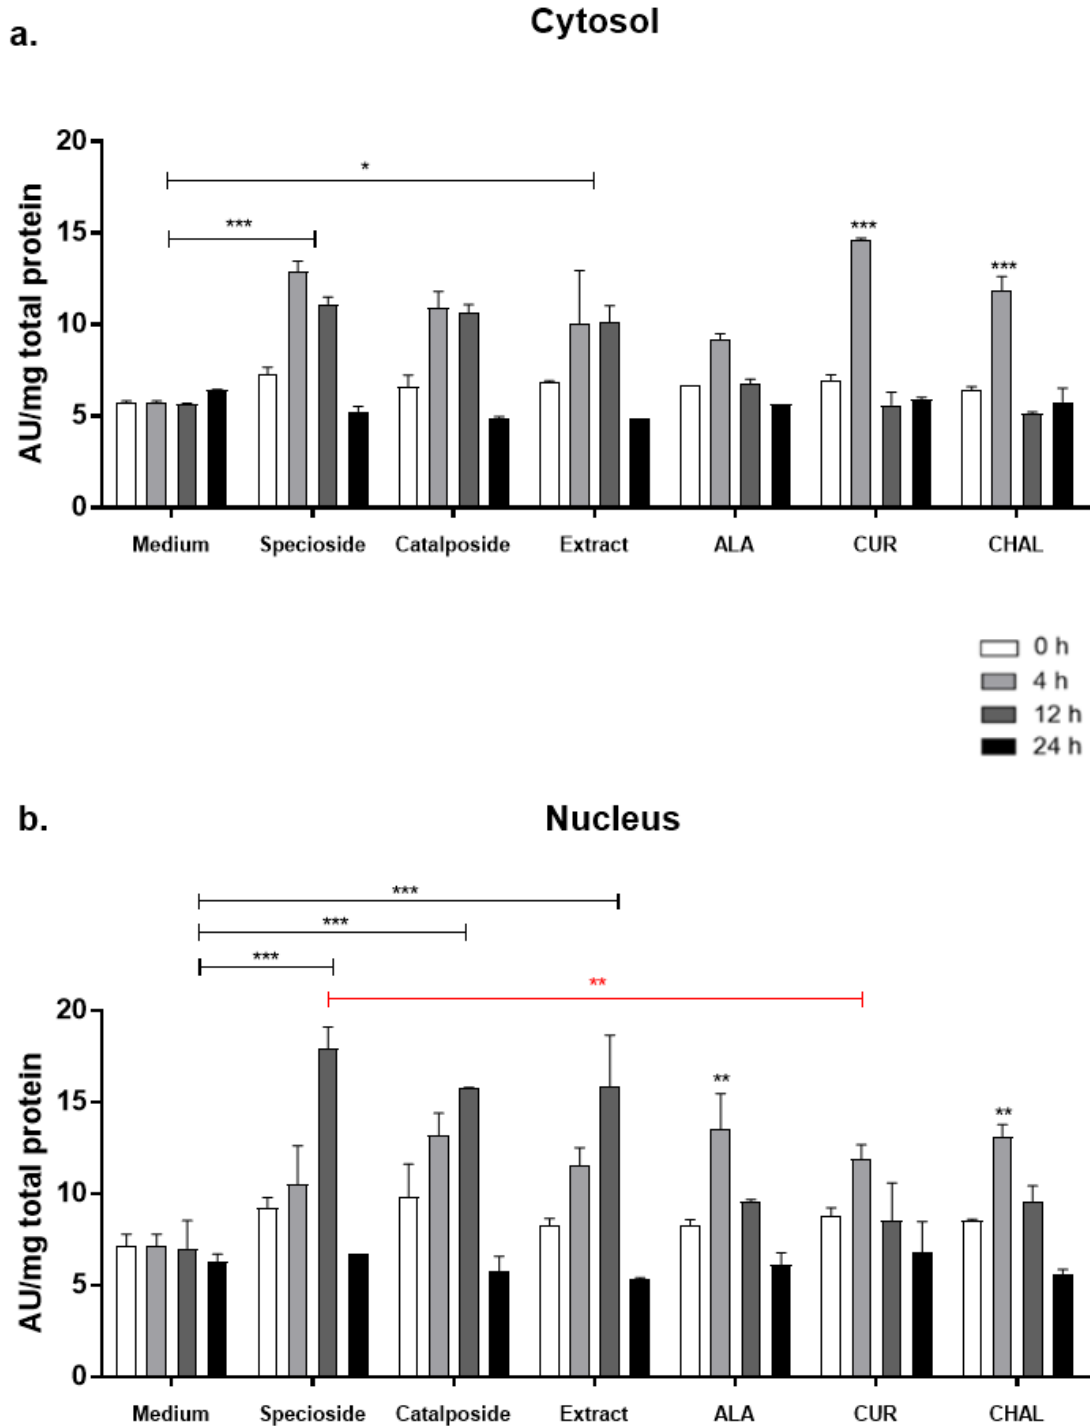 a.
Cytosol
AU/mg total protein
20
15
10
5
0
*
***
***
***
Medium Specioside Catalposide Extract ALA CUR CHAL
0 h
4 h
12 h
24 h
b.
Nucleus
AU/mg total protein
***
***
***
**
20
15
10
5
0
**
**
Medium Specioside Catalposide Extract ALA CUR CHAL